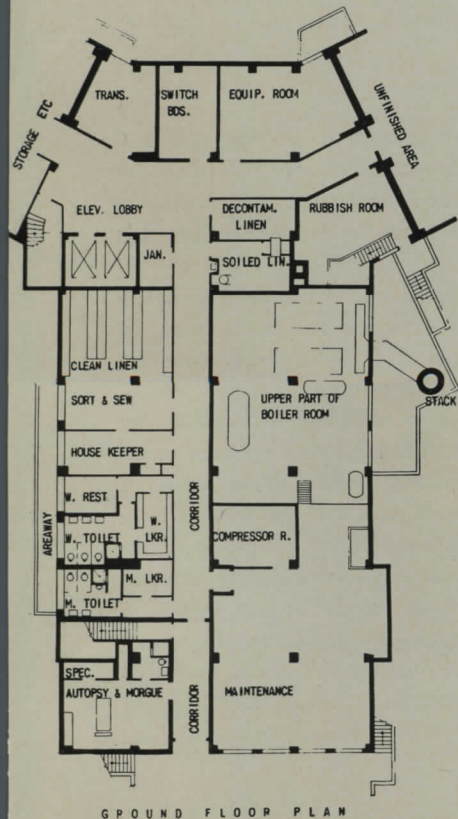 TRANS.
SWITCH
BDS.
EQUIP. ROOM
STORAGE ETC
UNFINISHED AREA
ELEV. LOBBY
DECONTAM.
LINEN
RUBBISH ROOM
JAN.
SOILED LIN.
CLEAN LINEN
SORT & SEW
UPPER PART OF
BOILER ROOM
STACK
HOUSE KEEPER
W. REST
CORRIDOR
AREAWAY
W. TOILET
W.
LKR.
COMPRESSOR R.
M. LKR.
M. TOILET
SPEC.
AUTOPSY & MORGUE
CORRIDOR
MAINTENANCE
GROUND FLOOR PLAN